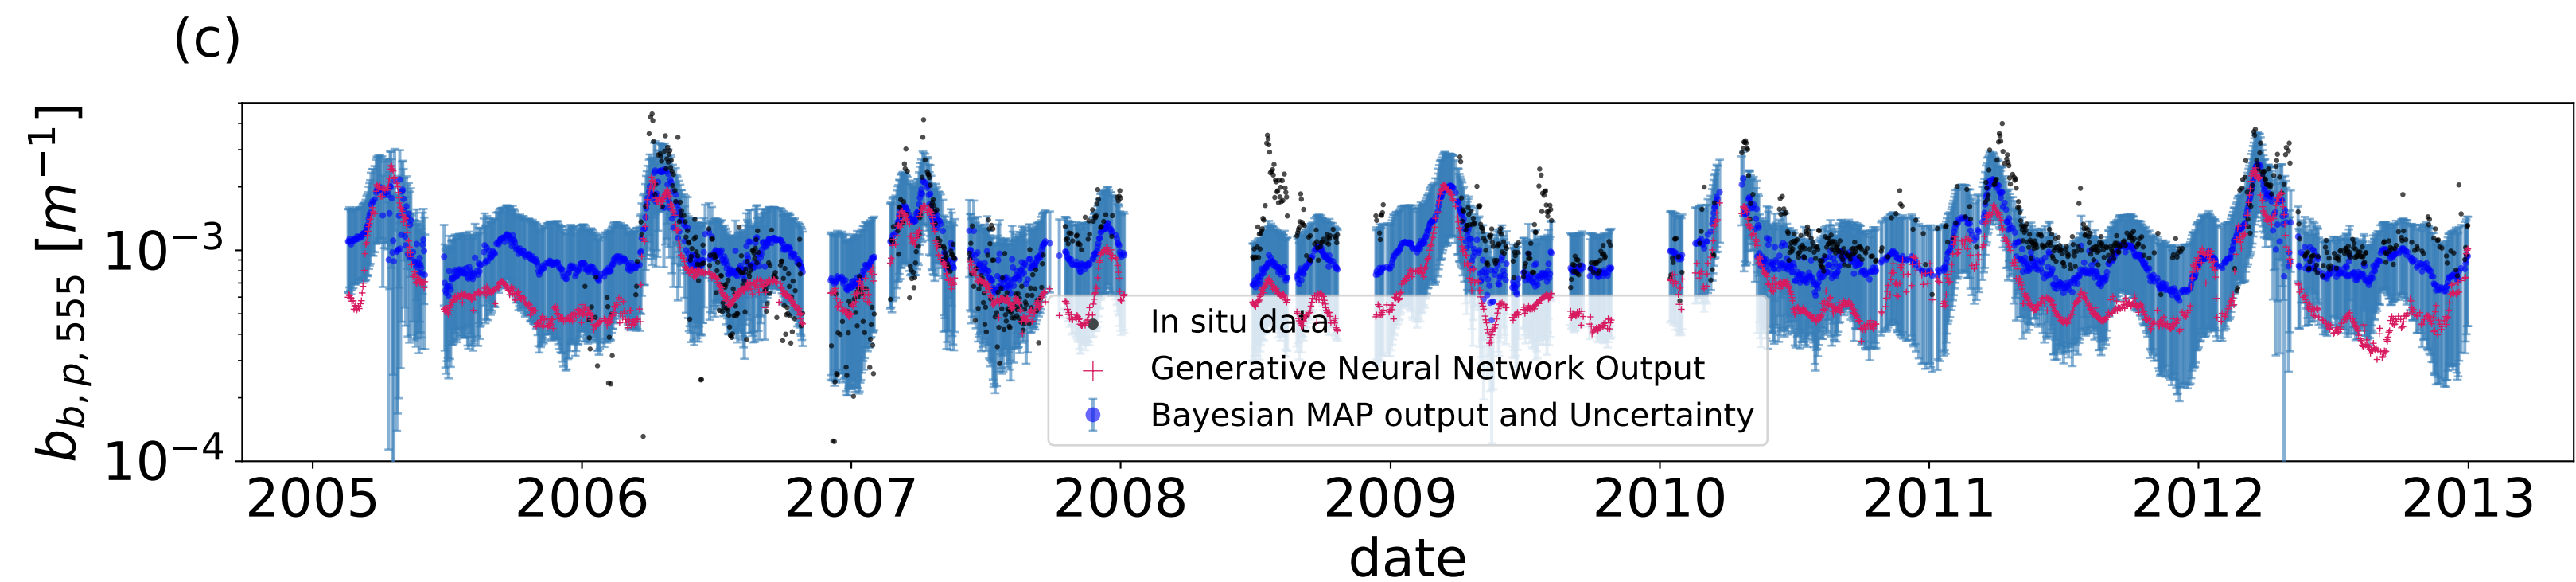 (c)
b_{b,p,555} [m^{-1}]
10^{-3}
10^{-4}
In situ data
Generative Neural Network Output
Bayesian MAP output and Uncertainty
2005 2006 2007 2008 2009 2010 2011 2012 2013
date